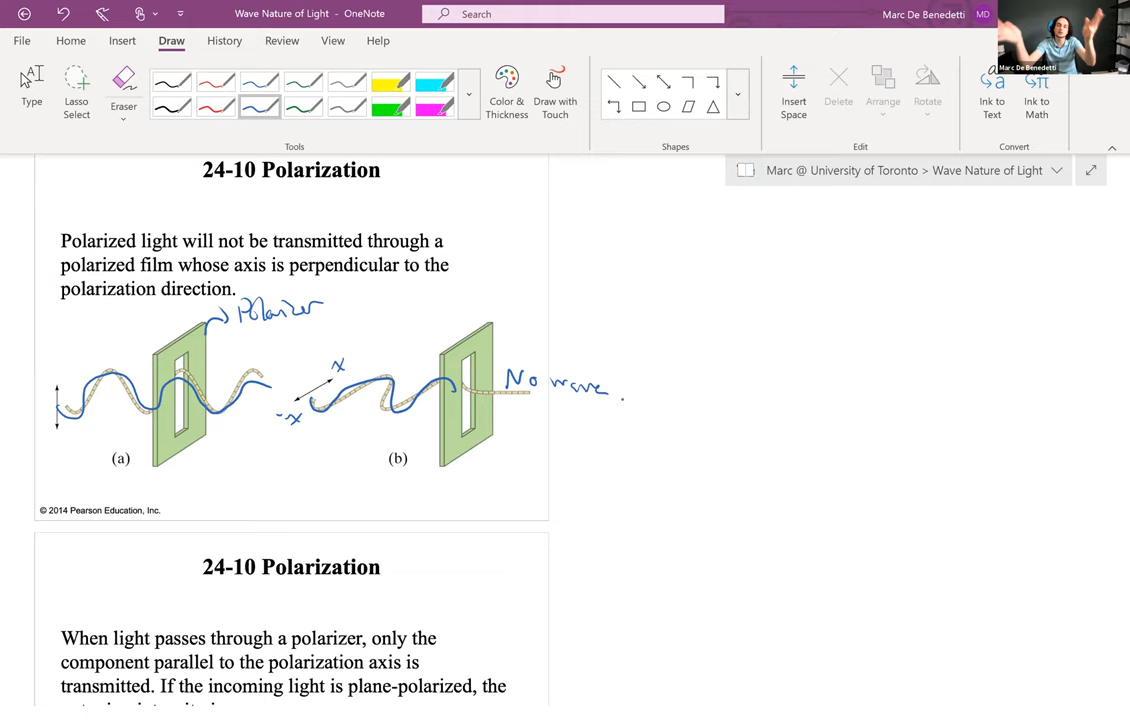 Wave Nature of Light - OneNote
Search
Marc De Benedetti
MD
Marc De Benedetti
File Home Insert Draw History Review View Help
Type
Lasso Select
Eraser
Color & Thickness
Draw with Touch
Insert Space
Delete
Arrange
Rotate
Ink to Text
Ink to Math
Tools
Shapes
Edit
Convert
Marc @ University of Toronto > Wave Nature of Light
24-10 Polarization
Polarized light will not be transmitted through a
polarized film whose axis is perpendicular to the
polarization direction.
Polarizer
x
-x
No wave
(a)
(b)
© 2014 Pearson Education, Inc.
24-10 Polarization
When light passes through a polarizer, only the
component parallel to the polarization axis is
transmitted. If the incoming light is plane-polarized, the